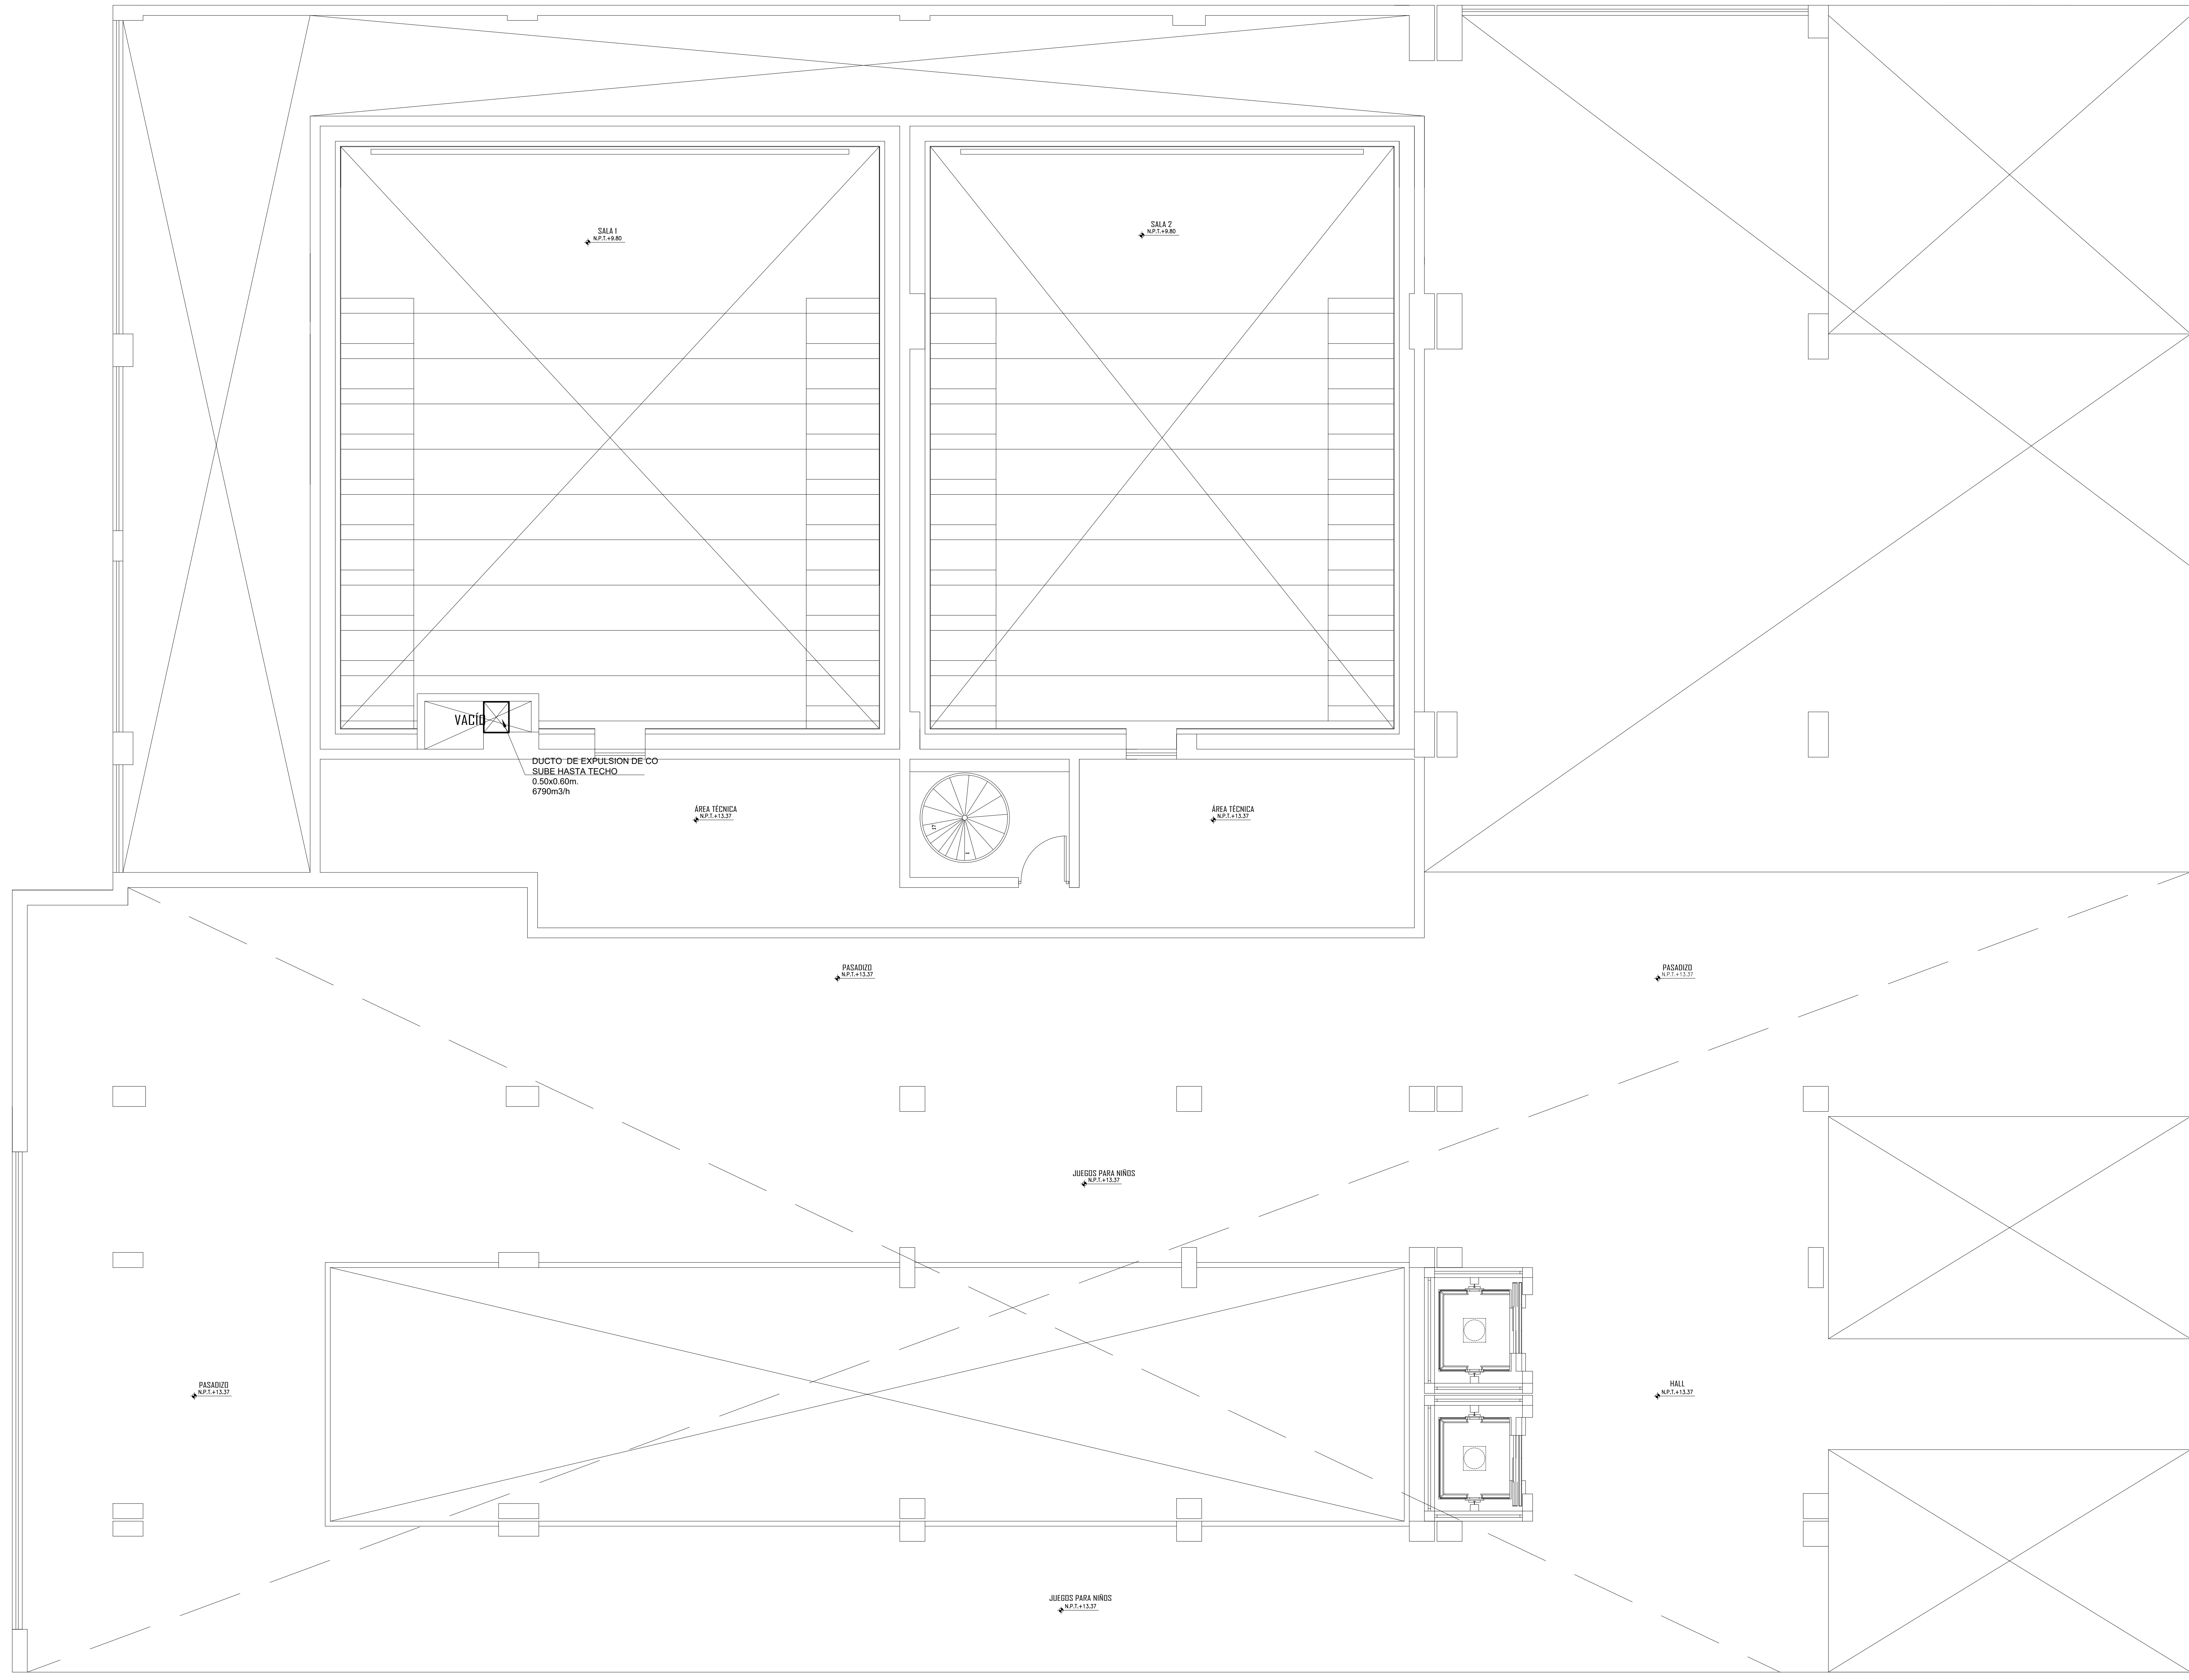 SALA 1
N.P.T.+9.80
SALA 2
N.P.T.+9.80
VACÍO
DUCTO DE EXPULSION DE CO
SUBE HASTA TECHO
0.50x0.60m.
6790m3/h
ÁREA TÉCNICA
N.P.T.+13.37
ÁREA TÉCNICA
N.P.T.+13.37
PASADIZO
N.P.T.+13.37
PASADIZO
N.P.T.+13.37
JUEGOS PARA NIÑOS
N.P.T.+13.37
PASADIZO
N.P.T.+13.37
HALL
N.P.T.+13.37
JUEGOS PARA NIÑOS
N.P.T.+13.37